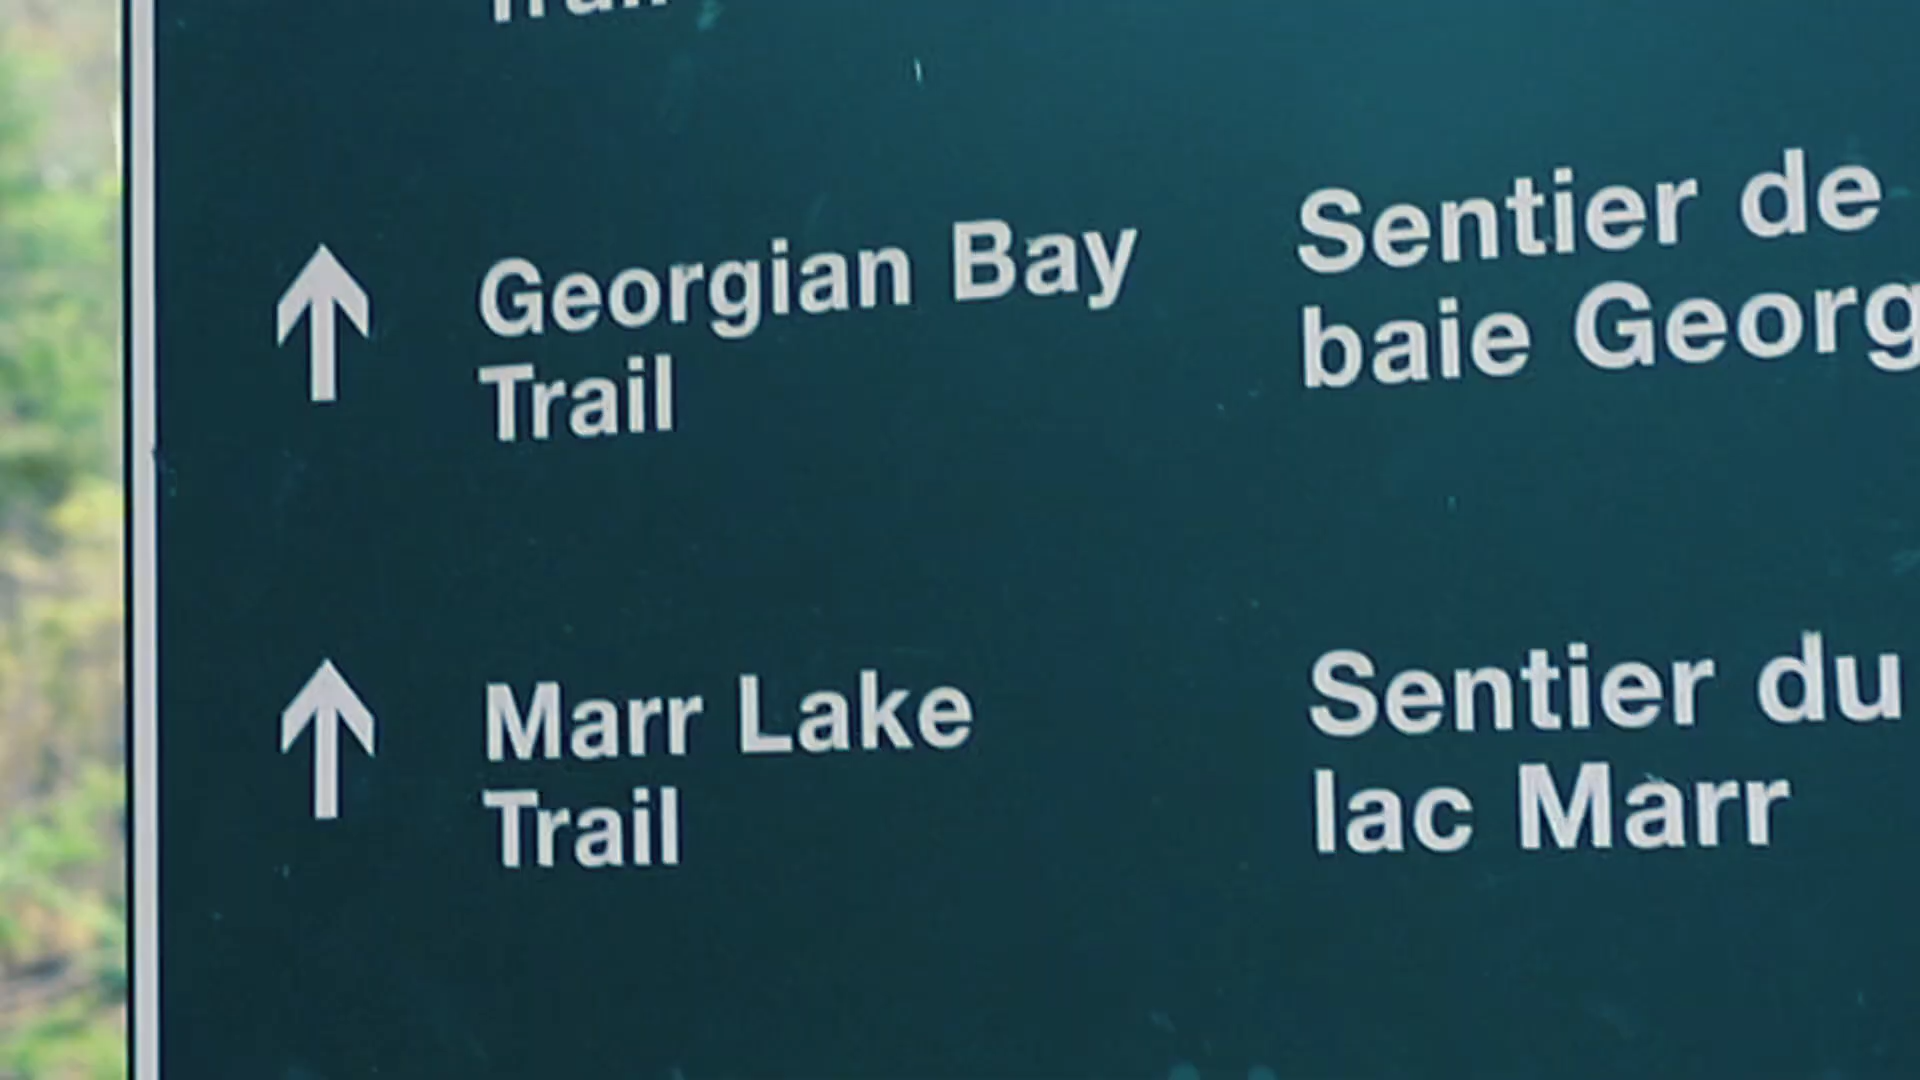 Georgian Bay
Trail
Sentier de
baie Georg
Marr Lake
Trail
Sentier du
lac Marr